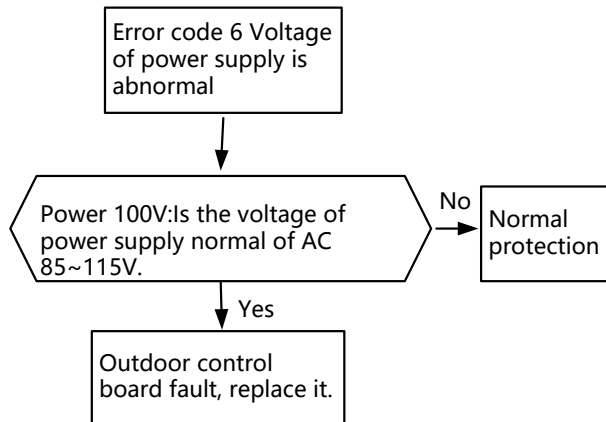 Error code 6 Voltage
of power supply is
abnormal
Power 100V:Is the voltage of
power supply normal of AC
85~115V.
No
Normal
protection
Yes
Outdoor control
board fault, replace it.